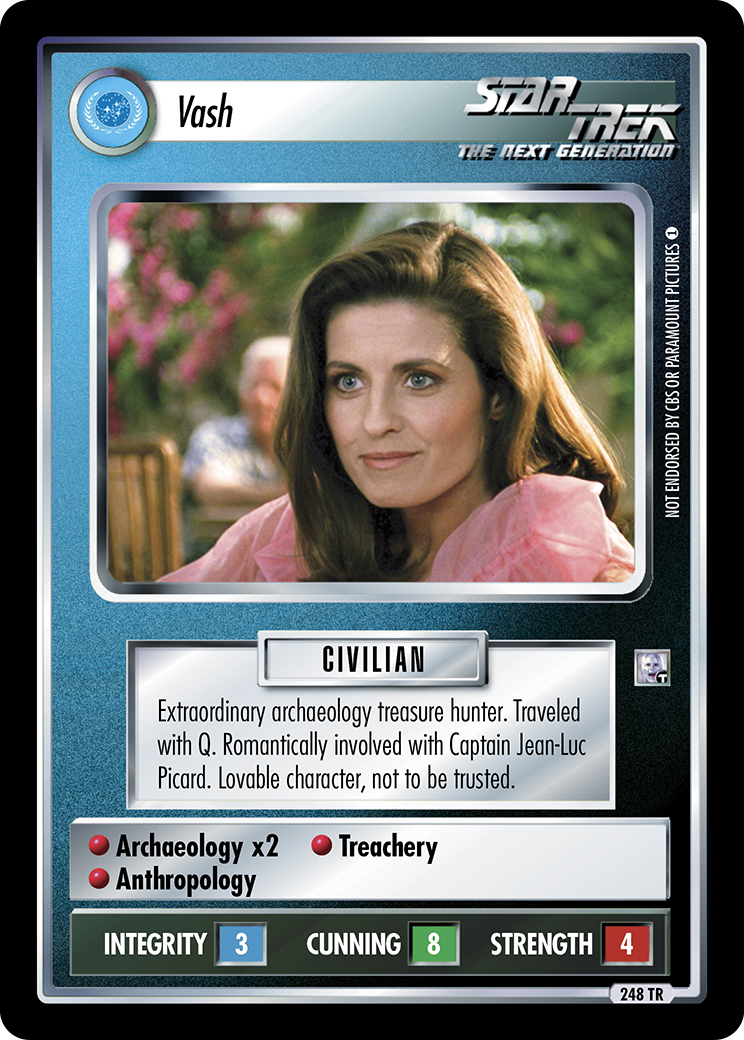 Vash
STAR TREK
THE NEXT GENERATION
NOT ENDORSED BY CBS OR PARAMOUNT PICTURES 1
CIVILIAN
Extraordinary archaeology treasure hunter. Traveled
with Q. Romantically involved with Captain Jean-Luc
Picard. Lovable character, not to be trusted.
T
Archaeology x2 Treachery
Anthropology
INTEGRITY 3 CUNNING 8 STRENGTH 4
248 TR